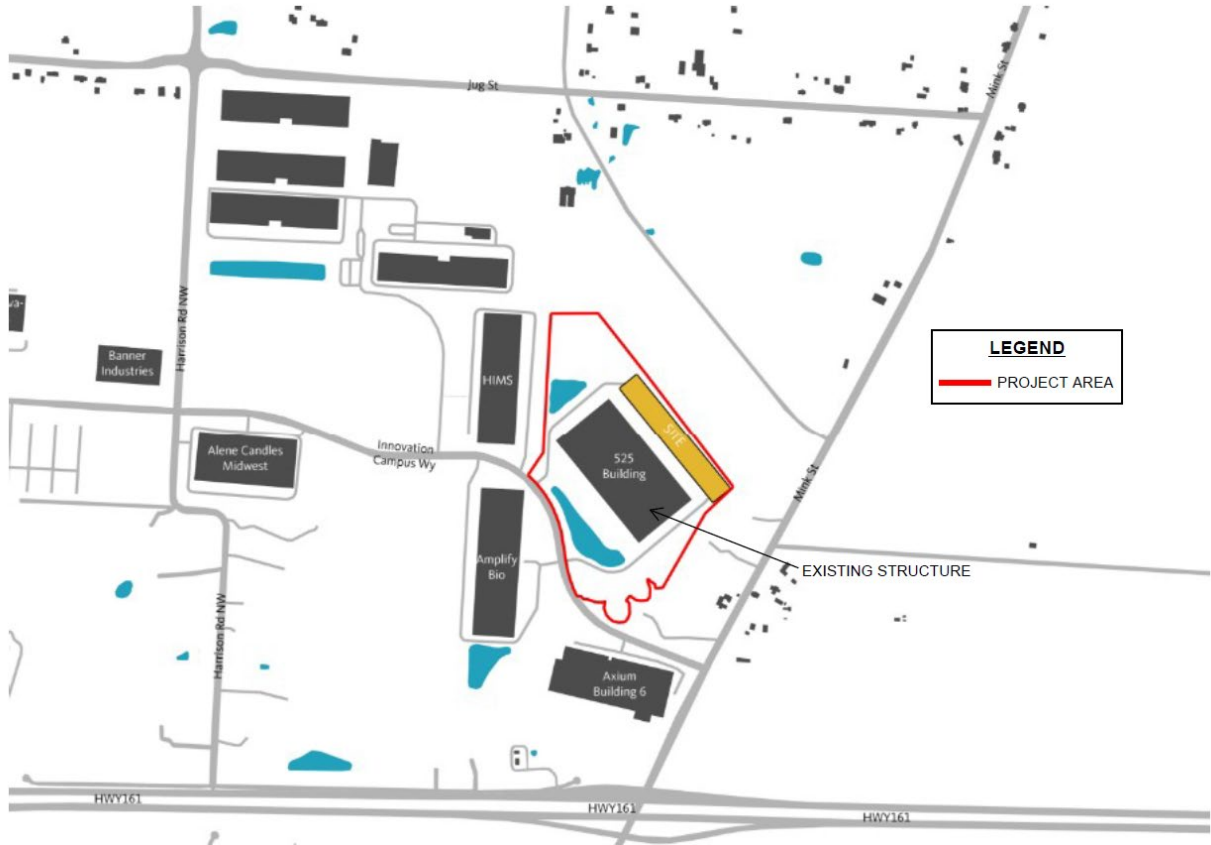 Jug St
Mink St
Harrison Rd NW
Banner
Industries
HIMS
LEGEND
PROJECT AREA
SITE
Alene Candles
Midwest
Innovation
Campus Wy
525
Building
Mink St
Amplify
Bio
EXISTING STRUCTURE
Harrison Rd NW
Axium
Building 6
HWY161
HWY161
HWY161